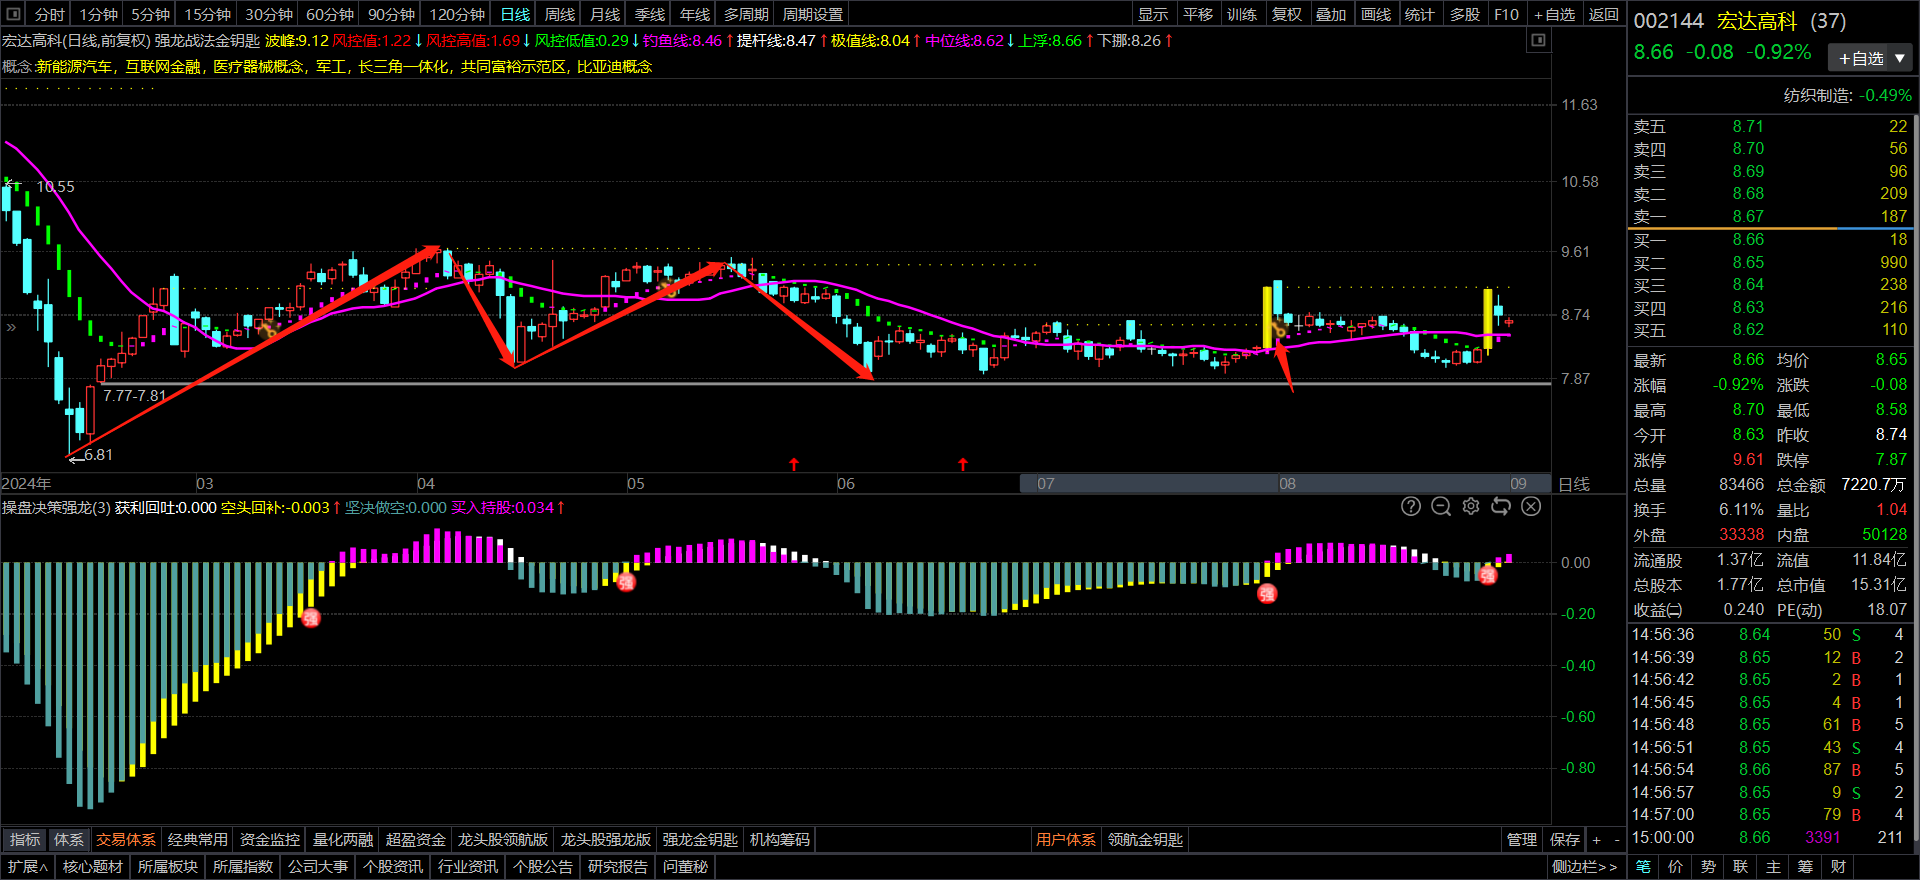 分时 1分钟 5分钟 15分钟 30分钟 60分钟 90分钟 120分钟 日线 周线 月线 季线 年线 多周期 周期设置 显示 平移 训练 复权 叠加 画线 统计 多股 F10 +自选 返回
宏达高科(日线,前复权) 强龙战法金钥匙 波峰:9.12 风控值:1.22↓风控高值:1.69↓风控低值:0.29↓钓鱼线:8.46↑提杆线:8.47↑极值线:8.04↑中位线:8.62↓上浮:8.66↑下挪:8.26↑
概念:新能源汽车，互联网金融，医疗器械概念，军工，长三角一体化，共同富裕示范区，比亚迪概念
11.63
10.58
9.61
8.74
7.87
10.55
7.77-7.81
6.81
»
2024年 03 04 05 06 07 08 09 日线
操盘决策强龙(3) 获利回吐:0.000 空头回补:-0.003↑坚决做空:0.000 买入持股:0.034↑
0.00
-0.20
-0.40
-0.60
-0.80
强
强
强
强
指标 体系 交易体系 经典常用 资金监控 量化两融 超盈资金 龙头股领航版 龙头股强龙版 强龙金钥匙 机构筹码 用户体系 领航金钥匙 管理 保存 + -
扩展∧ 核心题材 所属板块 所属指数 公司大事 个股资讯 行业资讯 个股公告 研究报告 问董秘 侧边栏>>
002144 宏达高科 (37)
8.66 -0.08 -0.92% +自选 ▼
纺织制造: -0.49%
卖五 8.71 22
卖四 8.70 56
卖三 8.69 96
卖二 8.68 209
卖一 8.67 187
买一 8.66 18
买二 8.65 990
买三 8.64 238
买四 8.63 216
买五 8.62 110
最新 8.66 均价 8.65
涨幅 -0.92% 涨跌 -0.08
最高 8.70 最低 8.58
今开 8.63 昨收 8.74
涨停 9.61 跌停 7.87
总量 83466 总金额 7220.7万
换手 6.11% 量比 1.04
外盘 33338 内盘 50128
流通股 1.37亿 流值 11.84亿
总股本 1.77亿 总市值 15.31亿
收益㈡ 0.240 PE(动) 18.07
14:56:36 8.64 50 S 4
14:56:39 8.65 12 B 2
14:56:42 8.65 2 B 1
14:56:45 8.65 4 B 1
14:56:48 8.65 61 B 5
14:56:51 8.65 43 S 4
14:56:54 8.66 87 B 5
14:56:57 8.65 9 S 2
14:57:00 8.65 79 B 4
15:00:00 8.66 3391 211
笔 价 势 联 主 筹 财